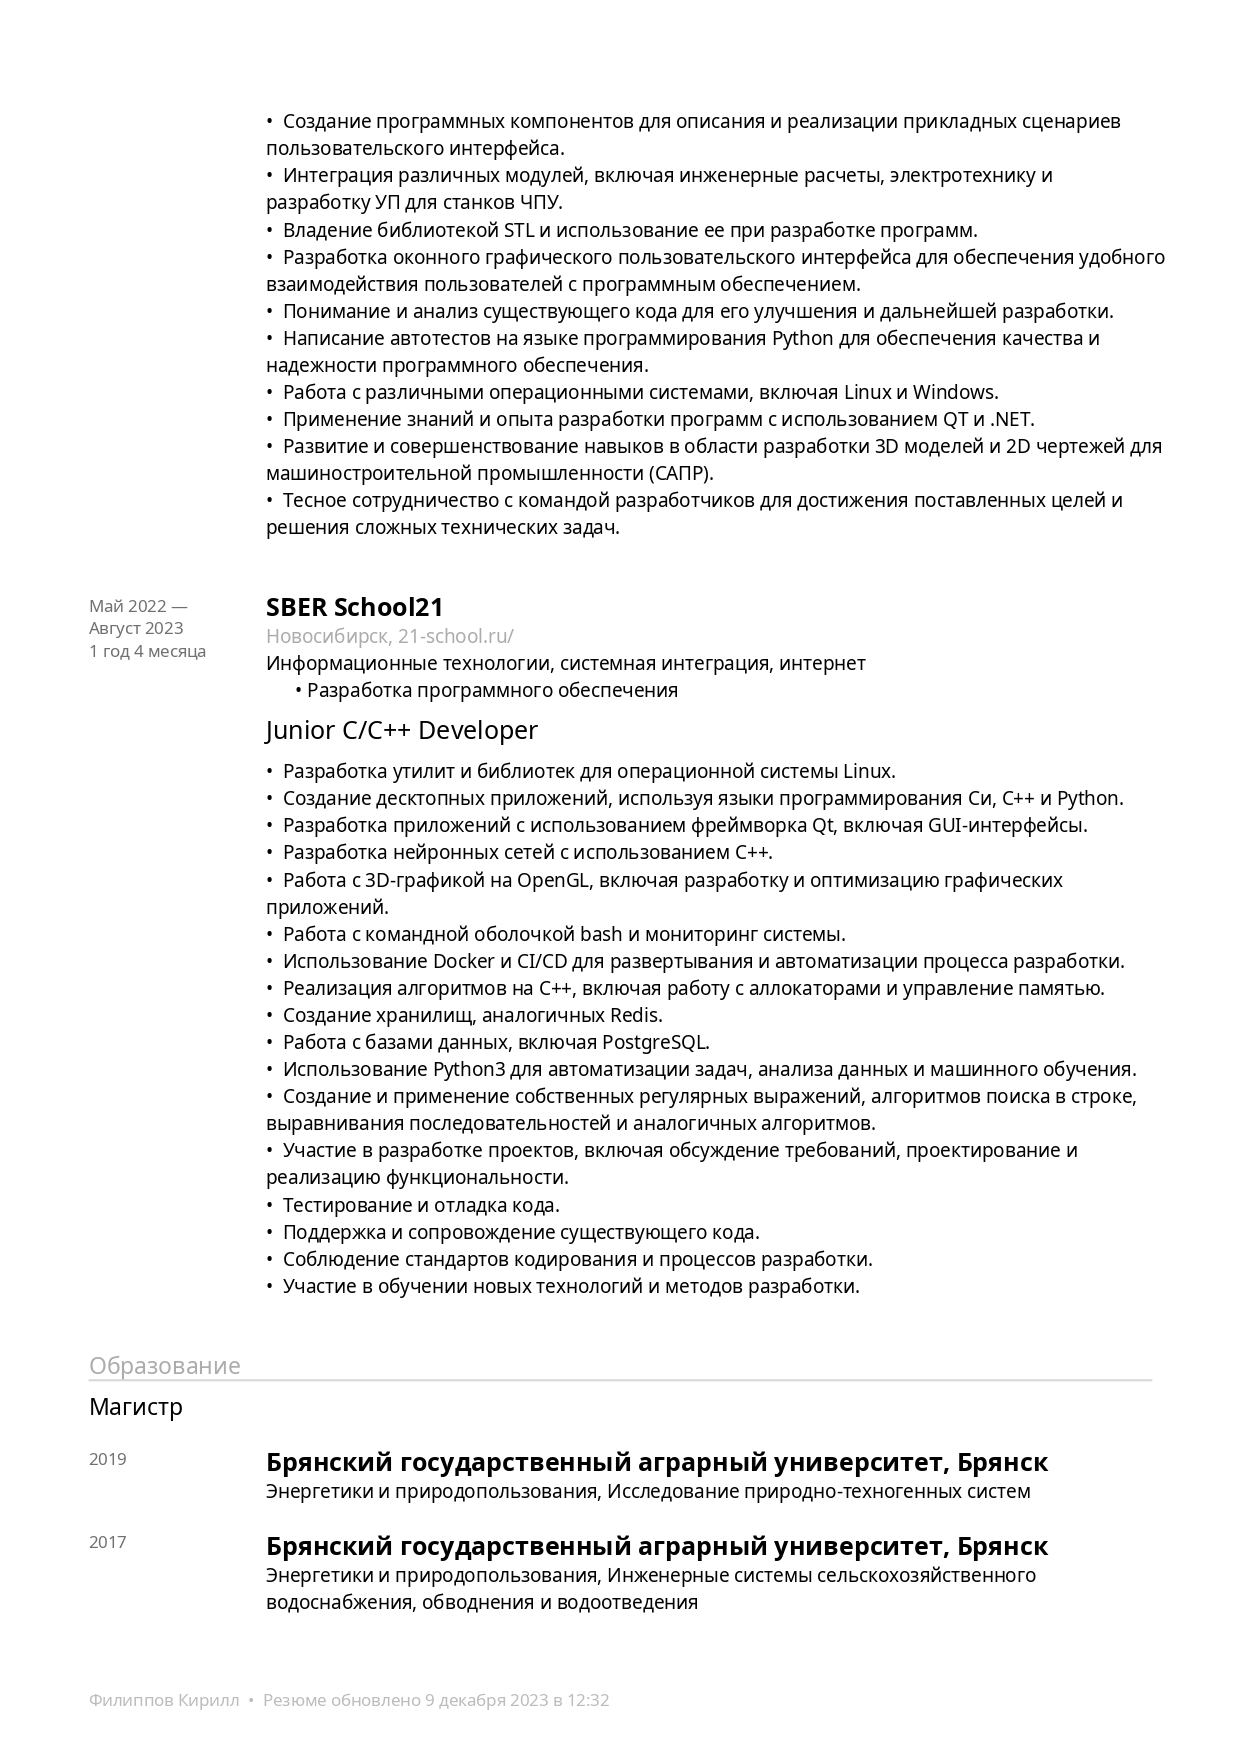 • Создание программных компонентов для описания и реализации прикладных сценариев
пользовательского интерфейса.
• Интеграция различных модулей, включая инженерные расчеты, электротехнику и
разработку УП для станков ЧПУ.
• Владение библиотекой STL и использование ее при разработке программ.
• Разработка оконного графического пользовательского интерфейса для обеспечения удобного
взаимодействия пользователей с программным обеспечением.
• Понимание и анализ существующего кода для его улучшения и дальнейшей разработки.
• Написание автотестов на языке программирования Python для обеспечения качества и
надежности программного обеспечения.
• Работа с различными операционными системами, включая Linux и Windows.
• Применение знаний и опыта разработки программ с использованием QT и .NET.
• Развитие и совершенствование навыков в области разработки 3D моделей и 2D чертежей для
машиностроительной промышленности (САПР).
• Тесное сотрудничество с командой разработчиков для достижения поставленных целей и
решения сложных технических задач.
Май 2022 —
Август 2023
1 год 4 месяца
SBER School21
Новосибирск, 21-school.ru/
Информационные технологии, системная интеграция, интернет
• Разработка программного обеспечения
Junior C/C++ Developer
• Разработка утилит и библиотек для операционной системы Linux.
• Создание десктопных приложений, используя языки программирования Си, C++ и Python.
• Разработка приложений с использованием фреймворка Qt, включая GUI-интерфейсы.
• Разработка нейронных сетей с использованием C++.
• Работа с 3D-графикой на OpenGL, включая разработку и оптимизацию графических
приложений.
• Работа с командной оболочкой bash и мониторинг системы.
• Использование Docker и CI/CD для развертывания и автоматизации процесса разработки.
• Реализация алгоритмов на C++, включая работу с аллокаторами и управление памятью.
• Создание хранилищ, аналогичных Redis.
• Работа с базами данных, включая PostgreSQL.
• Использование Python3 для автоматизации задач, анализа данных и машинного обучения.
• Создание и применение собственных регулярных выражений, алгоритмов поиска в строке,
выравнивания последовательностей и аналогичных алгоритмов.
• Участие в разработке проектов, включая обсуждение требований, проектирование и
реализацию функциональности.
• Тестирование и отладка кода.
• Поддержка и сопровождение существующего кода.
• Соблюдение стандартов кодирования и процессов разработки.
• Участие в обучении новых технологий и методов разработки.
Образование
Магистр
2019
Брянский государственный аграрный университет, Брянск
Энергетики и природопользования, Исследование природно-техногенных систем
2017
Брянский государственный аграрный университет, Брянск
Энергетики и природопользования, Инженерные системы сельскохозяйственного
водоснабжения, обводнения и водоотведения
Филиппов Кирилл • Резюме обновлено 9 декабря 2023 в 12:32